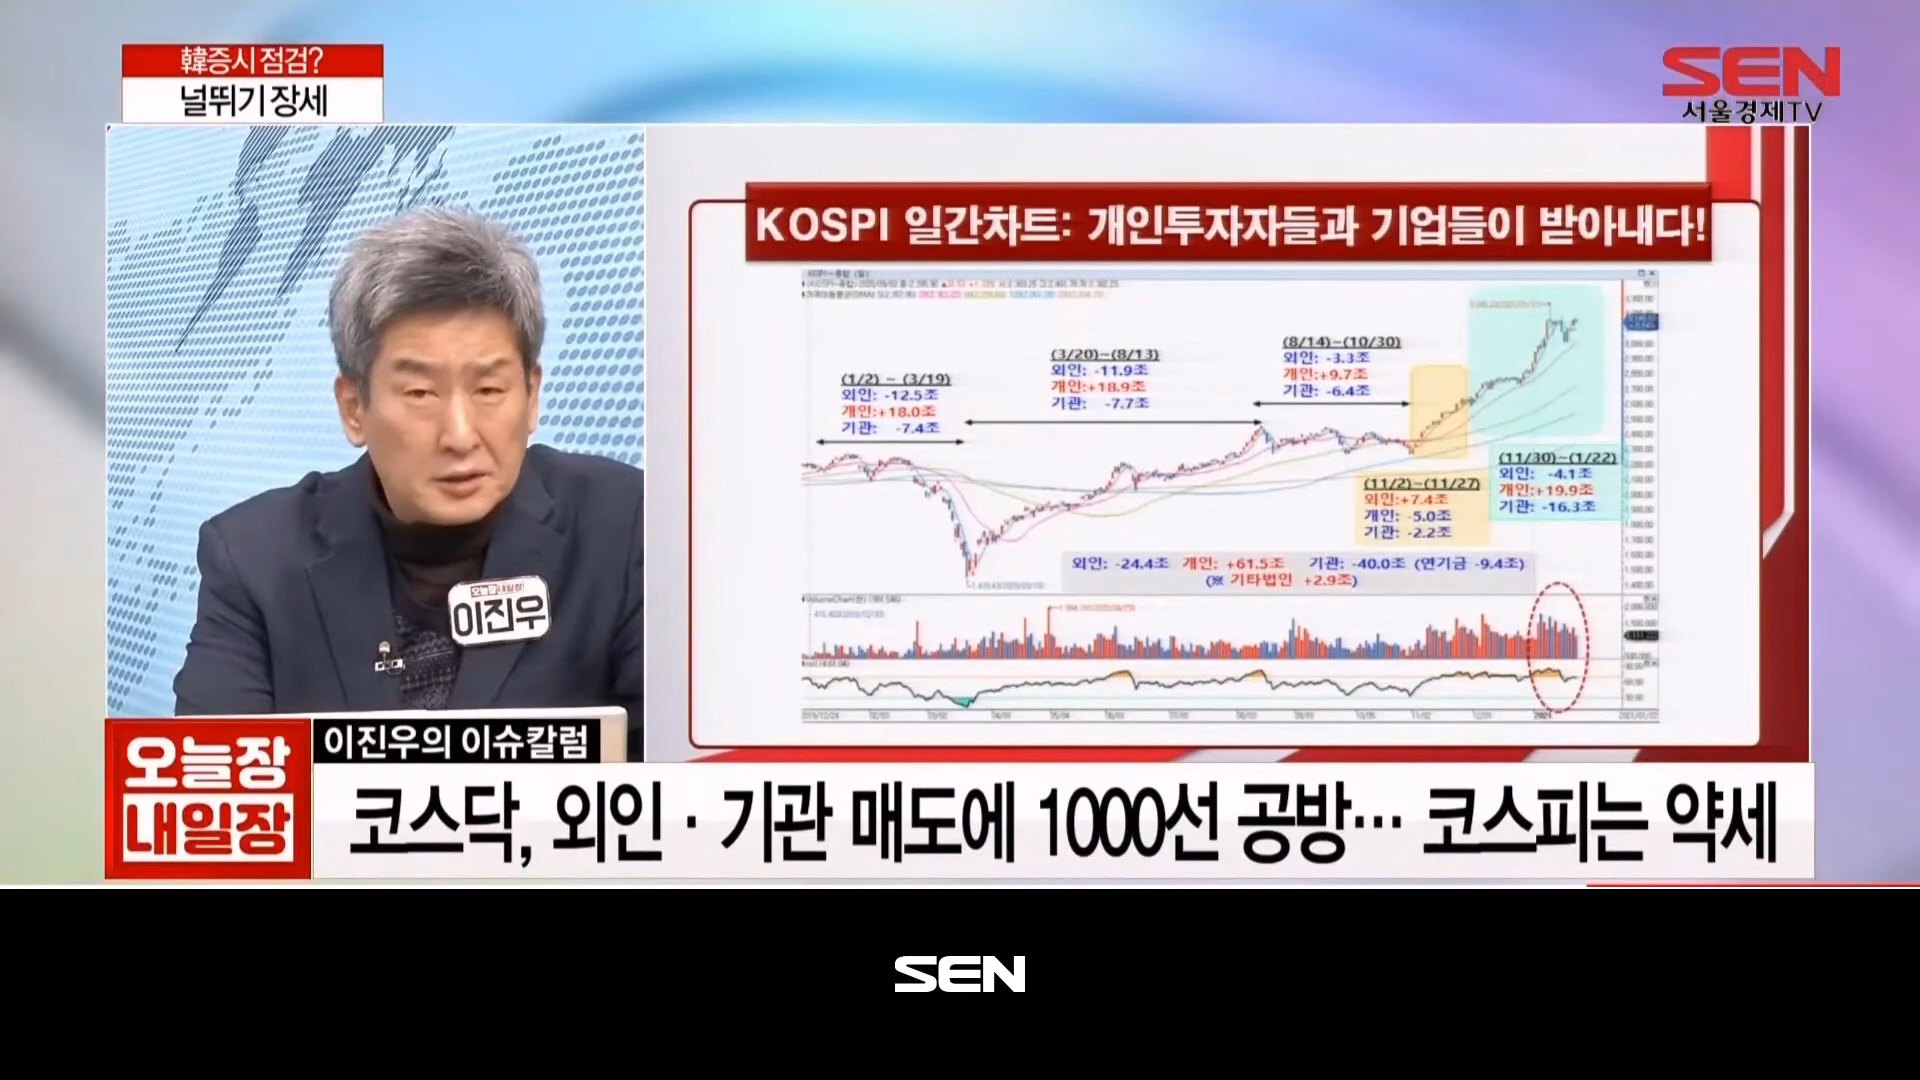 韓증시 점검?
널뛰기 장세
SEN
서울경제TV
KOSPI 일간차트: 개인투자자들과 기업들이 받아내다!
(1/2) ~ (3/19)
외인: -12.5조
개인:+18.0조
기관: -7.4조
(3/20)~(8/13)
외인: -11.9조
개인:+18.9조
기관: -7.7조
(8/14)~(10/30)
외인: -3.3조
개인:+9.7조
기관: -6.4조
(11/2)~(11/27)
외인:+7.4조
개인: -5.0조
기관: -2.2조
(11/30)~(1/22)
외인: -4.1조
개인:+19.9조
기관: -16.3조
외인: -24.4조 개인: +61.5조 기관: -40.0조 (연기금 -9.4조)
(※ 기타법인 +2.9조)
오늘장 내일장!
이진우
이진우의 이슈칼럼
오늘장
내일장
코스닥, 외인·기관 매도에 1000선 공방… 코스피는 약세
SEN